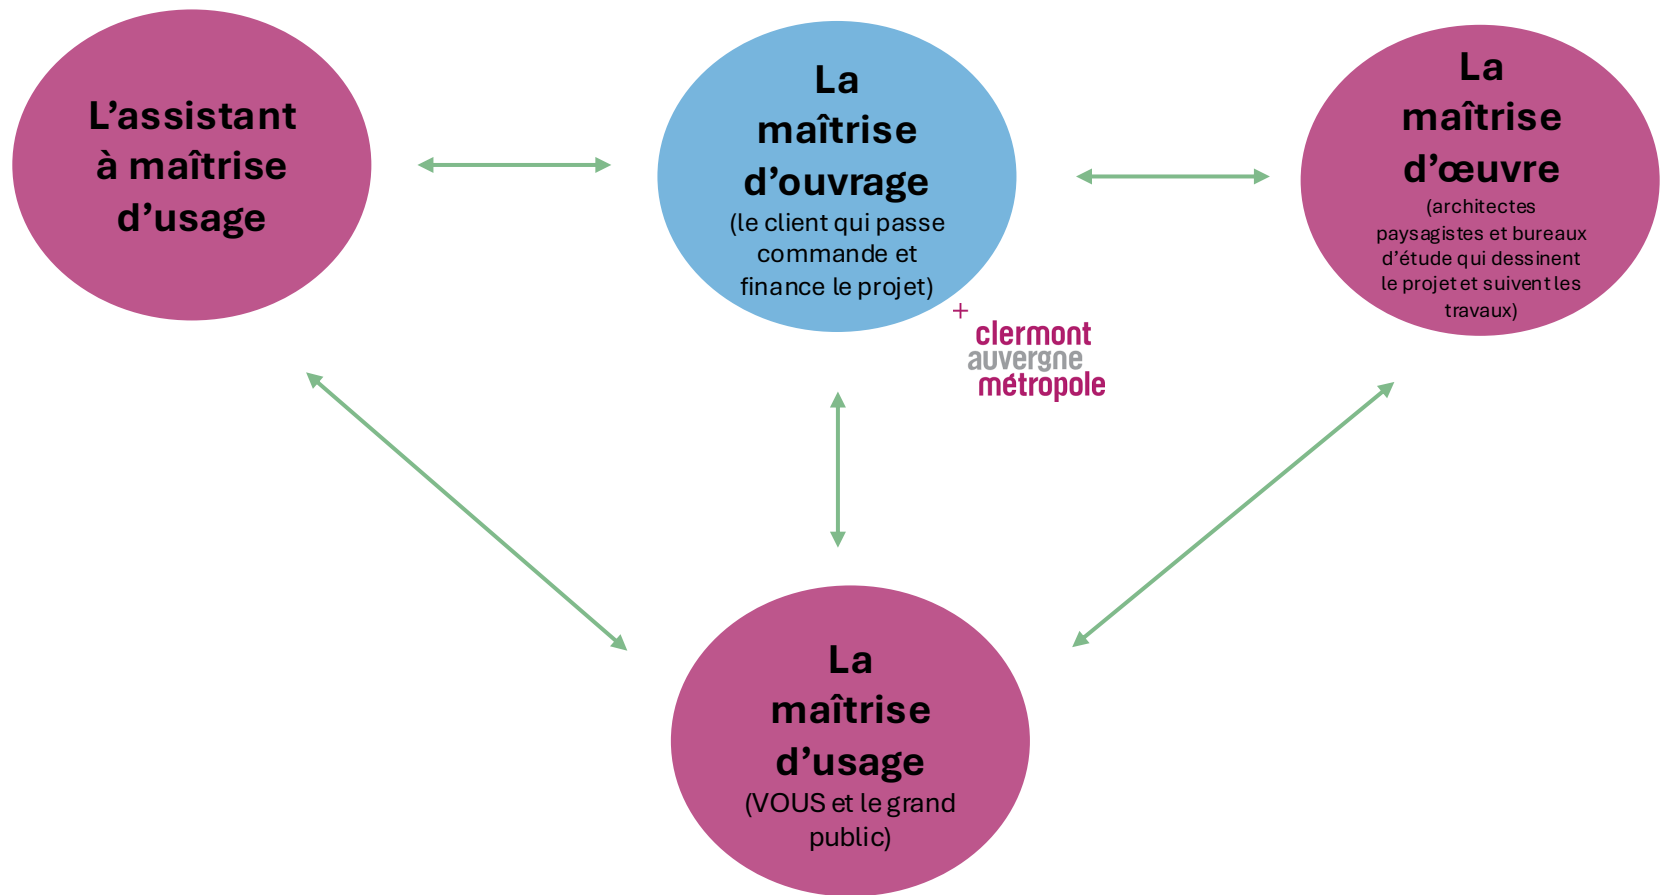 L’assistant
à maîtrise
d’usage
La
maîtrise
d’ouvrage
(le client qui passe
commande et
finance le projet)
+
clermont
auvergne
métropole
La
maîtrise
d’œuvre
(architectes
paysagistes et bureaux
d’étude qui dessinent
le projet et suivent les
travaux)
La
maîtrise
d’usage
(VOUS et le grand
public)